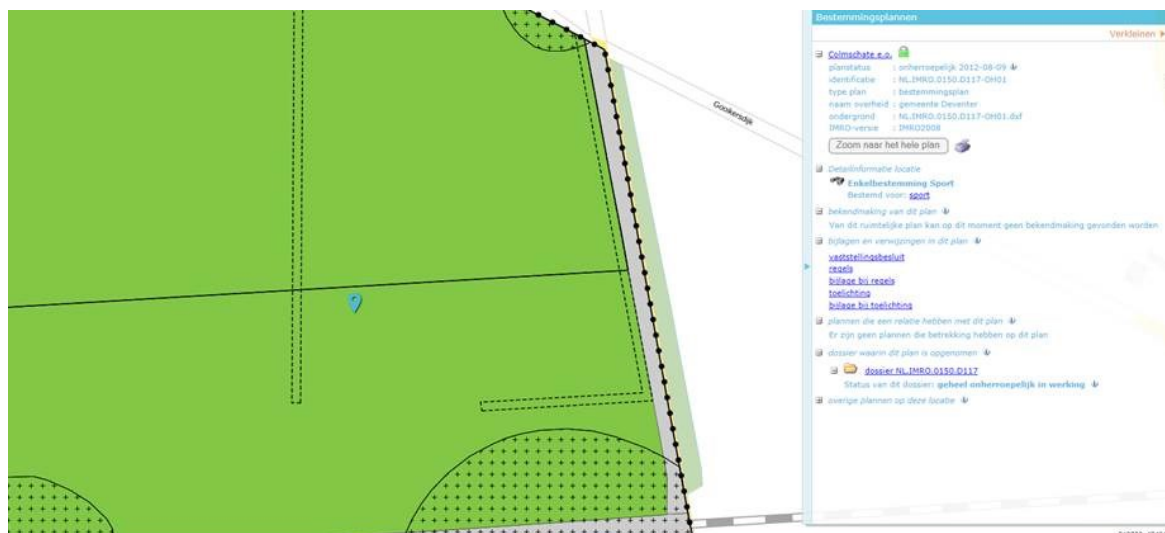 Gooikersdijk
Bestemmingsplannen
Verkleinen
Colmschate e.o.
planstatus : onherroepelijk 2012-08-09
identificatie : NL.IMRO.0150.D117-OH01
type plan : bestemmingsplan
naam overheid : gemeente Deventer
ondergrond : NL.IMRO.0150.D117-OH01.dxf
IMRO-versie : IMRO2008
Zoom naar het hele plan
Detailinformatie locatie
Enkelbestemming Sport
Bestemd voor: sport
bekendmaking van dit plan
Van dit ruimtelijke plan kan op dit moment geen bekendmaking gevonden worden
bijlagen en verwijzingen in dit plan
vaststellingsbesluit
regels
bijlage bij regels
toelichting
bijlage bij toelichting
plannen die een relatie hebben met dit plan
Er zijn geen plannen die betrekking hebben op dit plan
dossier waarin dit plan is opgenomen
dossier NL.IMRO.0150.D117
Status van dit dossier: geheel onherroepelijk in werking
overige plannen op deze locatie